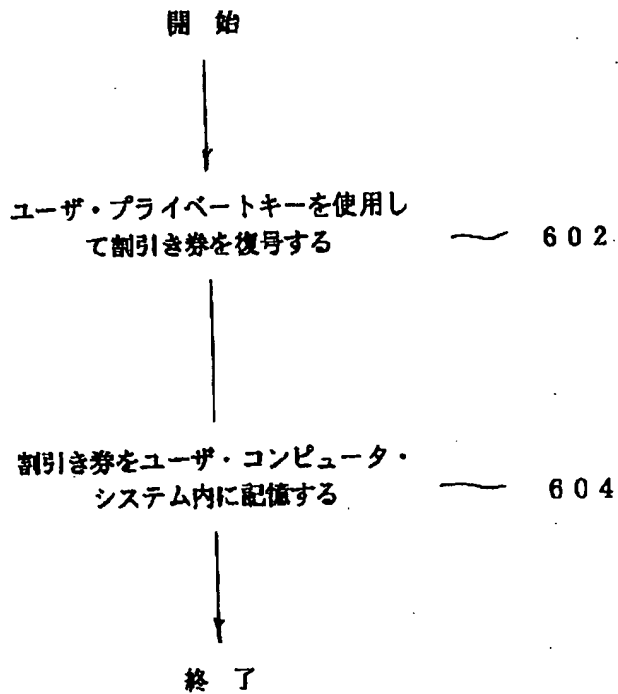 開 始
ユーザ・プライベートキーを使用し
て割引き券を復号する
602
割引き券をユーザ・コンピュータ・
システム内に記憶する
604
終 了